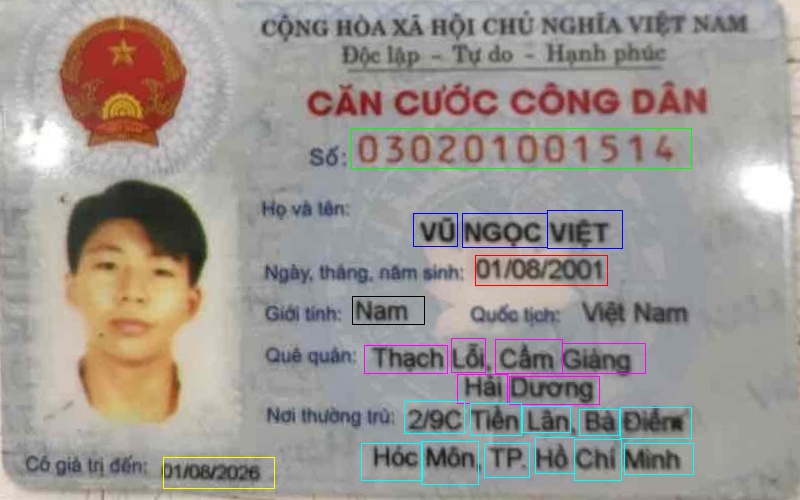 CỘNG HÒA XÃ HỘI CHỦ NGHĨA VIỆT NAM
Độc lập - Tự do - Hạnh phúc
CĂN CƯỚC CÔNG DÂN
Số: 030201001514
Họ và tên:
VŨ NGỌC VIỆT
Ngày, tháng, năm sinh: 01/08/2001
Giới tính: Nam Quốc tịch: Việt Nam
Quê quán: Thạch Lỗi, Cẩm Giàng
Hải Dương
Nơi thường trú: 2/9C Tiền Lân, Bà Điểm
Hóc Môn, TP. Hồ Chí Minh
Có giá trị đến: 01/08/2026